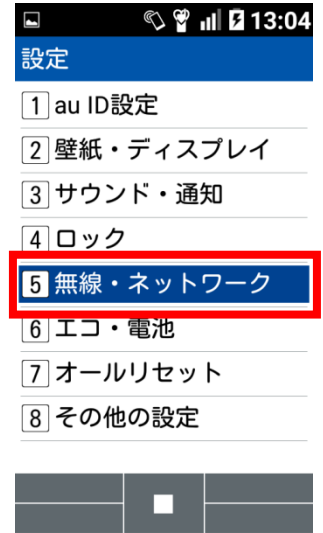 13:04
設定
1 au ID設定
2 壁紙・ディスプレイ
3 サウンド・通知
4 ロック
5 無線・ネットワーク
6 エコ・電池
7 オールリセット
8 その他の設定